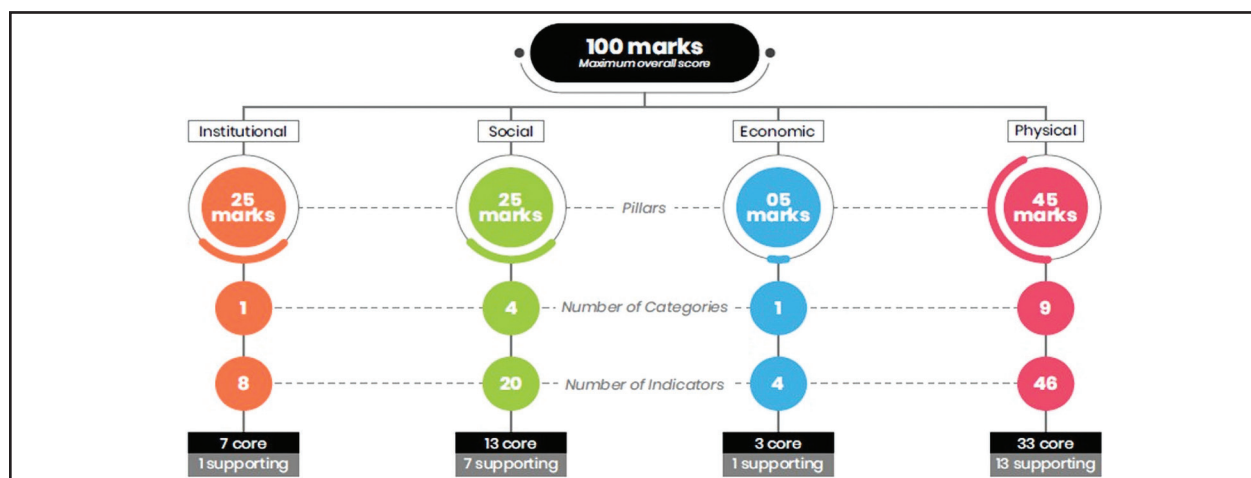 100 marks
Maximum overall score
Institutional
Social
Economic
Physical
25
marks
25
marks
Pillars
05
marks
45
marks
1
4
Number of Categories
1
9
8
20
Number of Indicators
4
46
7 core
1 supporting
13 core
7 supporting
3 core
1 supporting
33 core
13 supporting